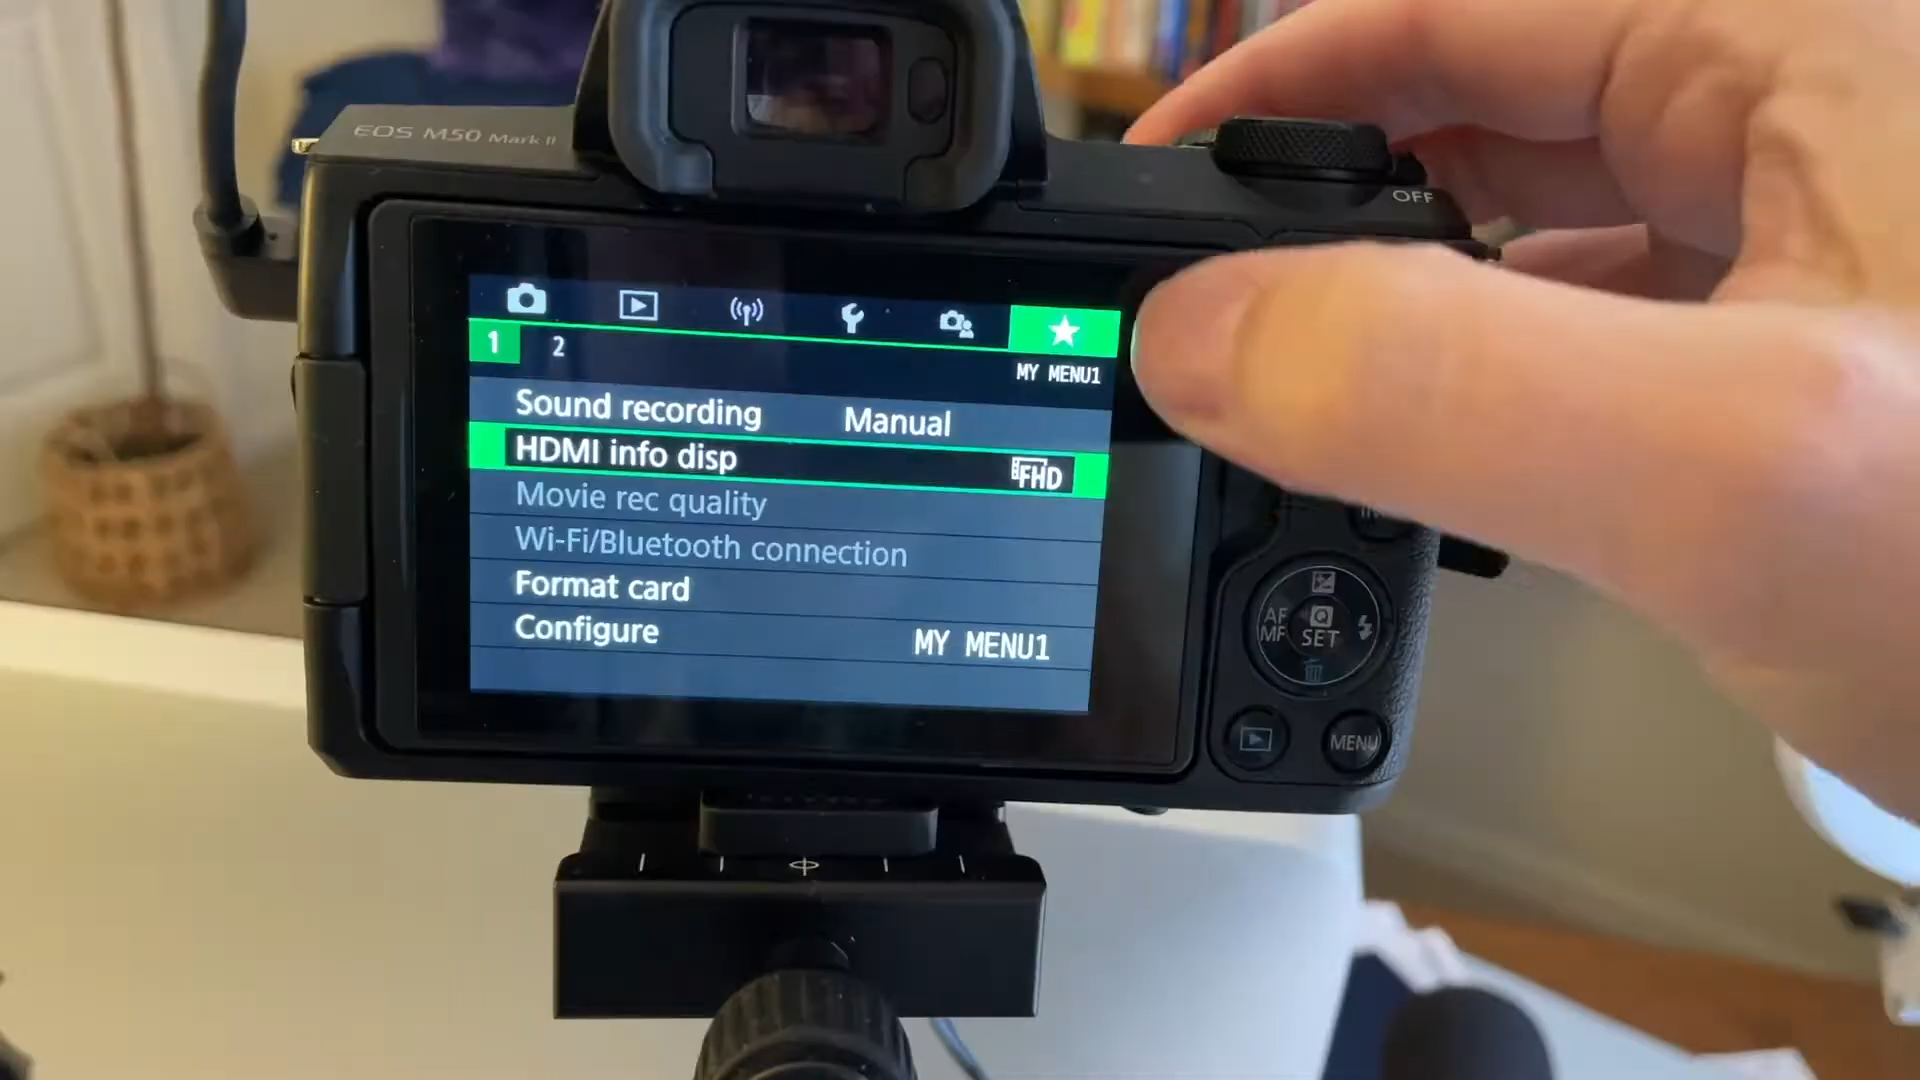 EOS M50 Mark II
OFF
1 2
MY MENU1
Sound recording Manual
HDMI info disp FHD
Movie rec quality
Wi-Fi/Bluetooth connection
Format card
Configure MY MENU1
AF
MF
Q
SET
MENU